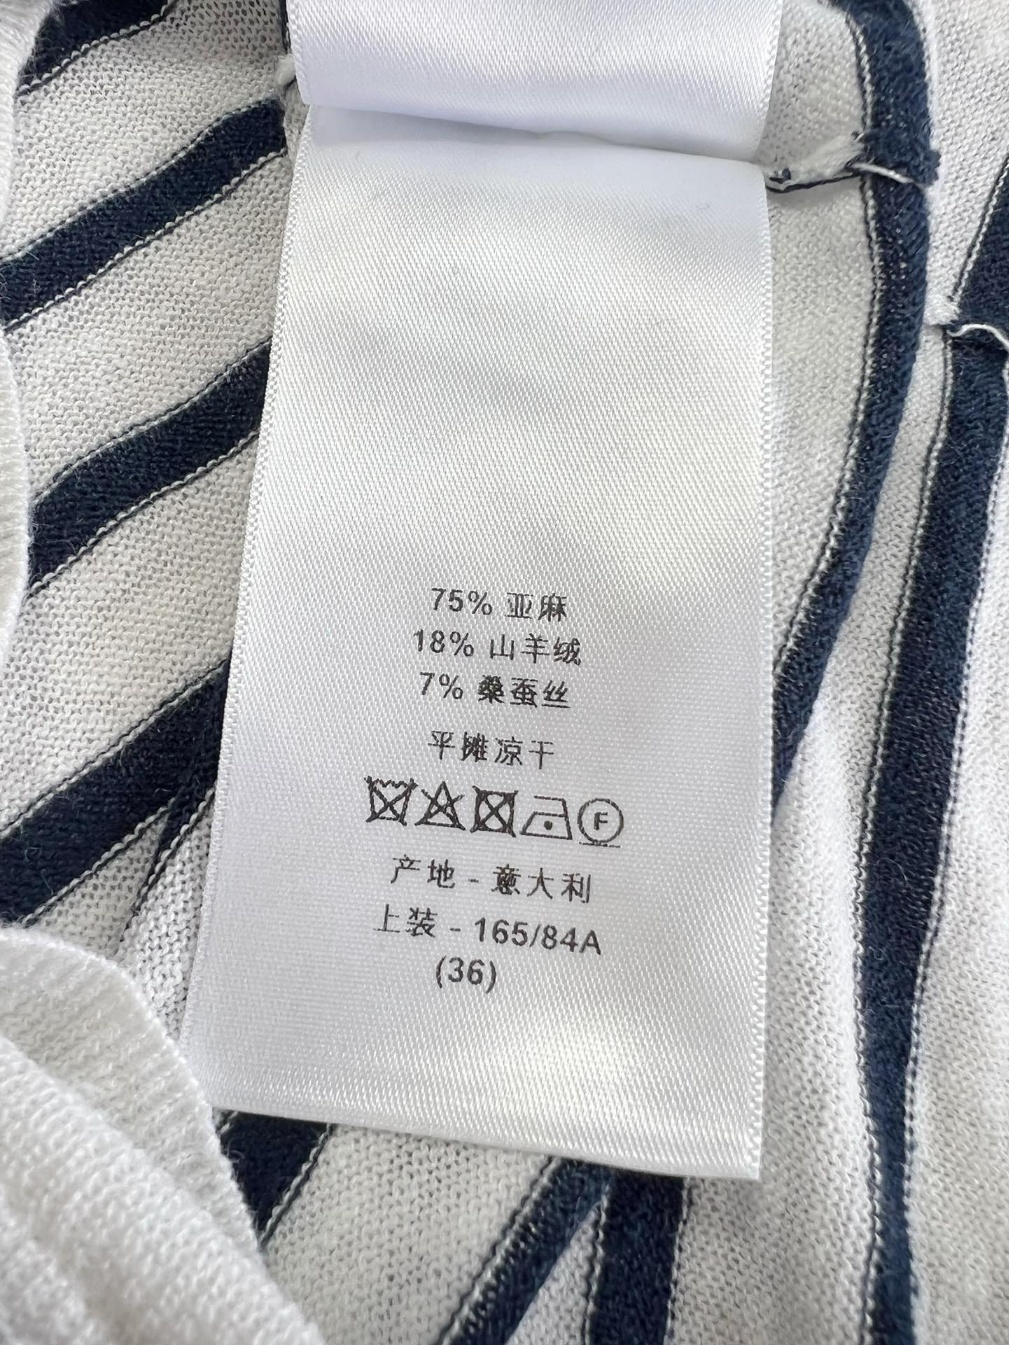 75% 亚麻
18% 山羊绒
7% 桑蚕丝
平摊凉干
F
产地 - 意大利
上装 - 165/84A
(36)